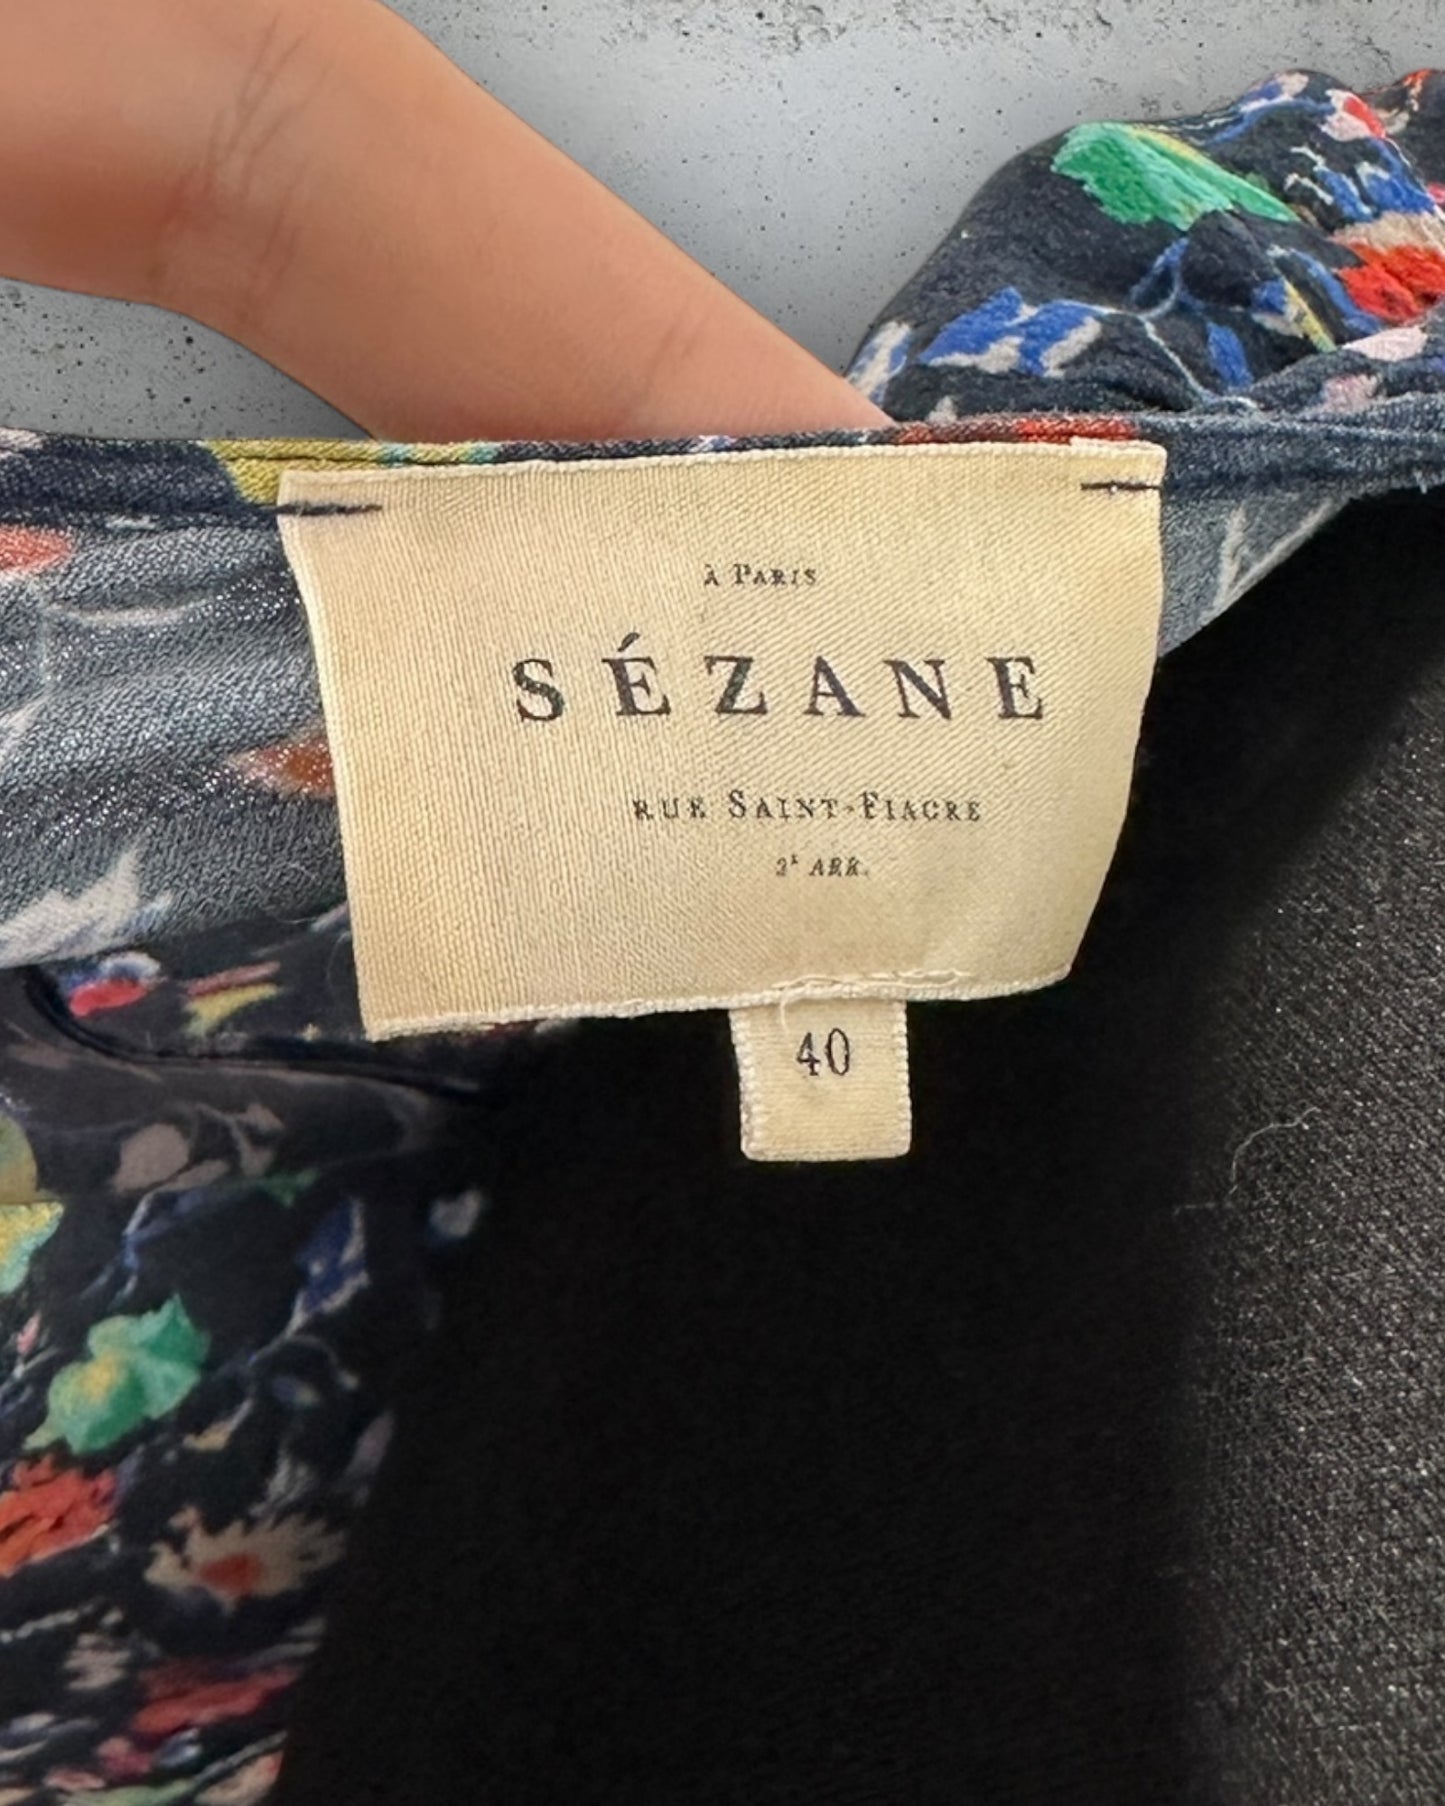 À PARIS
SÉZANE
RUE SAINT-FIACRE
2E ARR.
40